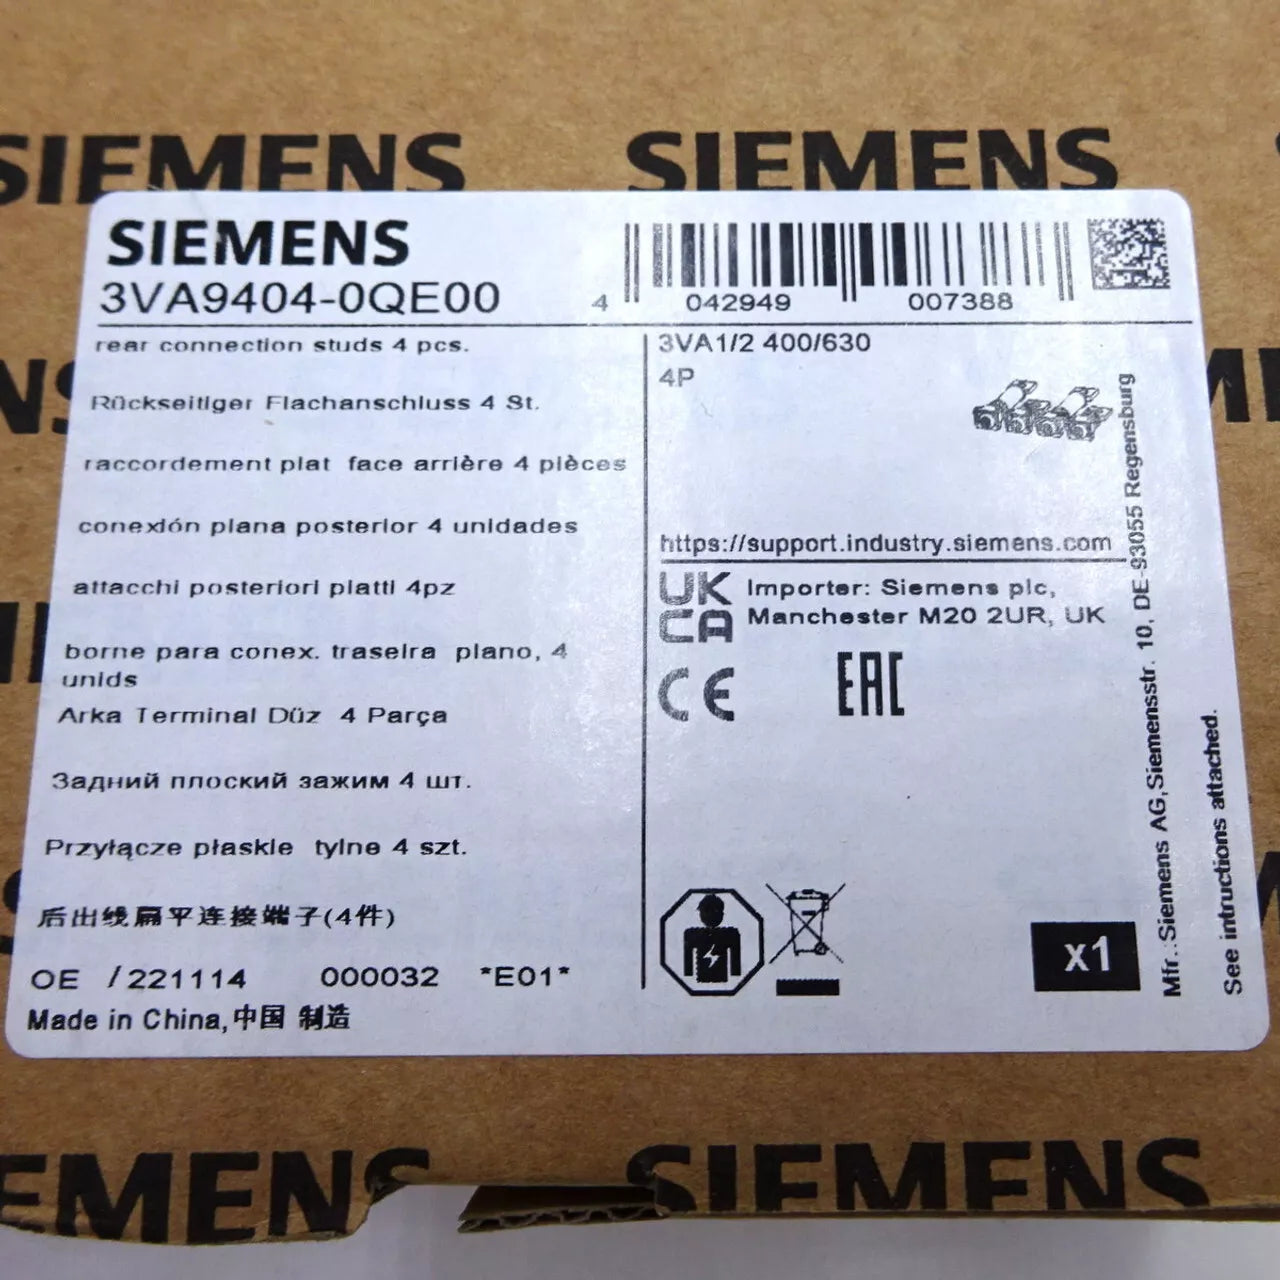 SIEMENS SIEMENS
SIEMENS
3VA9404-0QE00
4 042949 007388
rear connection studs 4 pcs.
Rückseitiger Flachanschluss 4 St.
raccordement plat face arrière 4 pièces
conexión plana posterior 4 unidades
attacchi posteriori piatti 4pz
borne para conex. traseira plano, 4
unids
Arka Terminal Düz 4 Parça
Задний плоский зажим 4 шт.
Przyłącze płaskie tylne 4 szt.
后出线扁平连接端子(4件)
OE /221114 000032 *E01*
Made in China,中国 制造
3VA1/2 400/630
4P
https://support.industry.siemens.com
UK
CA
Importer: Siemens plc,
Manchester M20 2UR, UK
CE EAC
x1
Mfr.:Siemens AG,Siemensstr. 10, DE-93055 Regensburg
See intructions attached.
SIEMENS SIEMENS